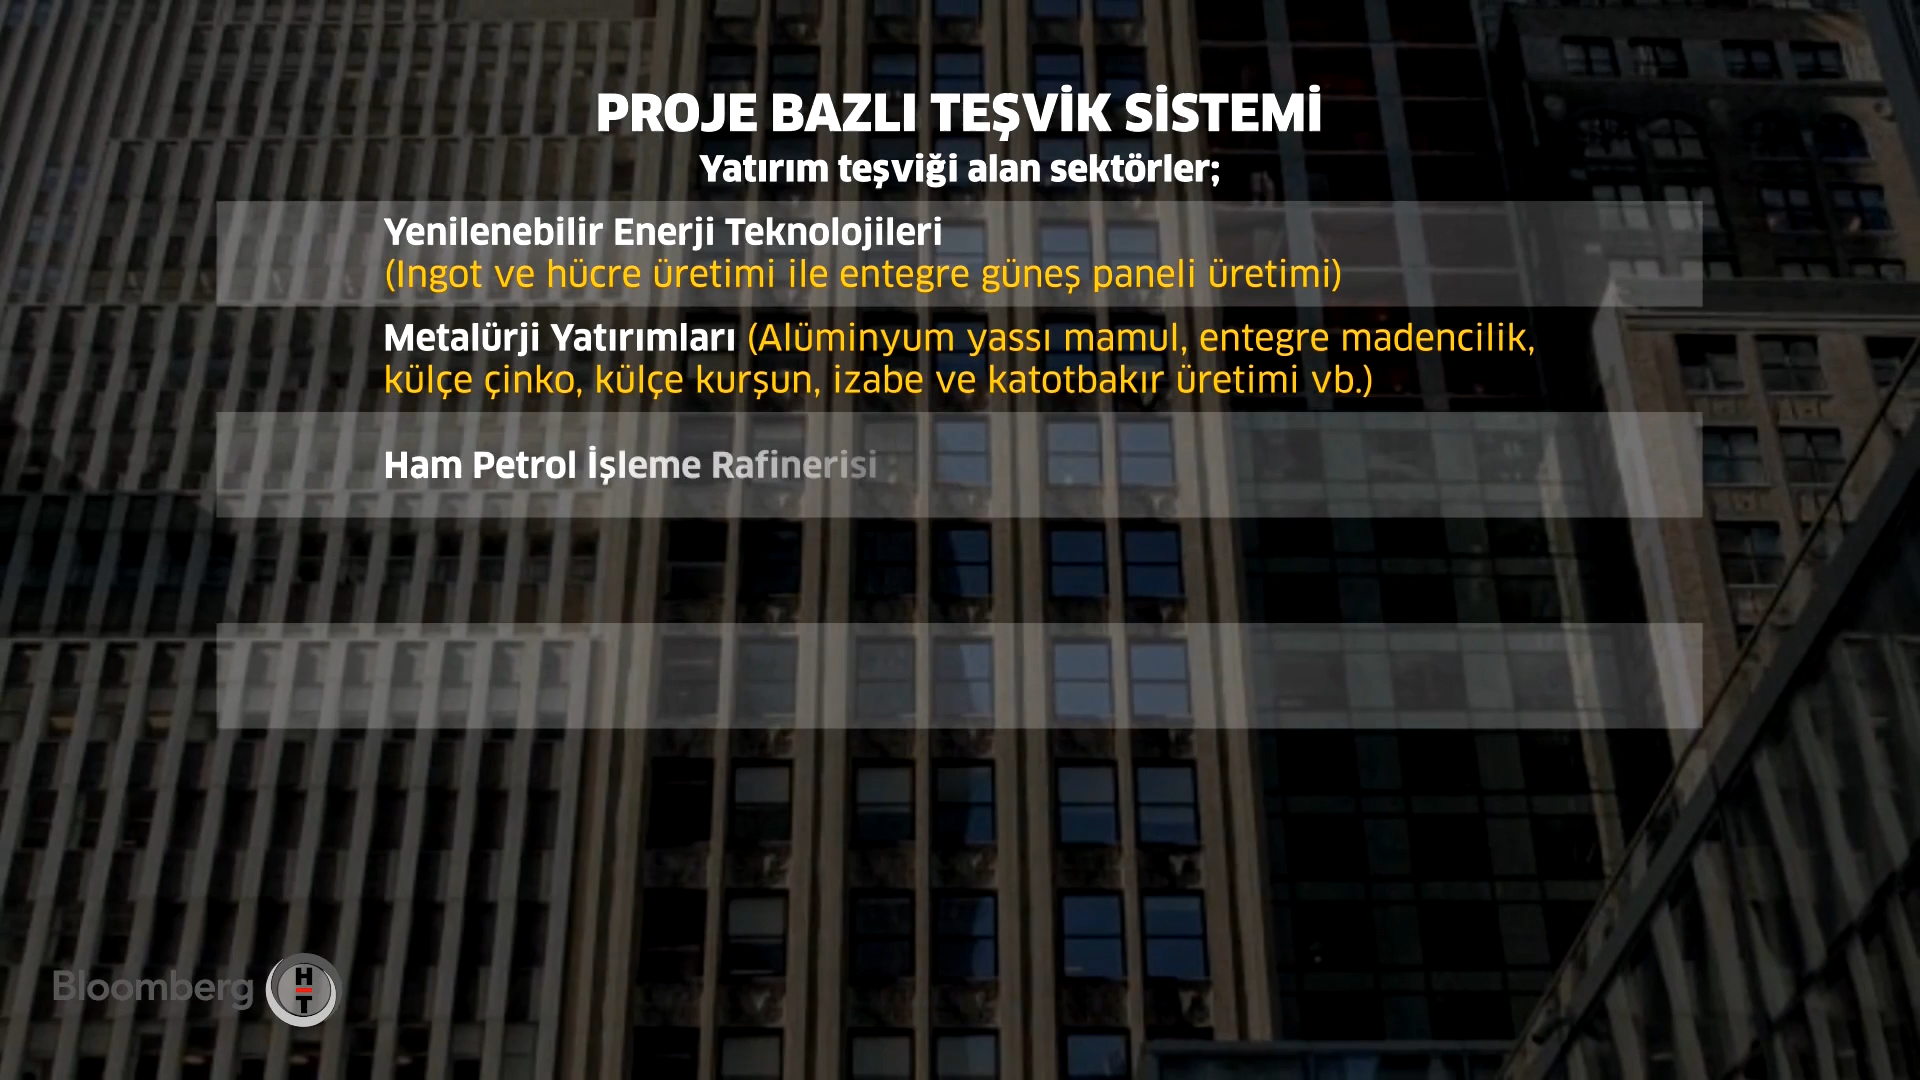 PROJE BAZLI TEŞVİK SİSTEMİ
Yatırım teşviği alan sektörler;
Yenilenebilir Enerji Teknolojileri
(Ingot ve hücre üretimi ile entegre güneş paneli üretimi)
Metalürji Yatırımları (Alüminyum yassı mamul, entegre madencilik,
külçe çinko, külçe kurşun, izabe ve katotbakır üretimi vb.)
Ham Petrol İşleme Rafinerisi
Bloomberg HT